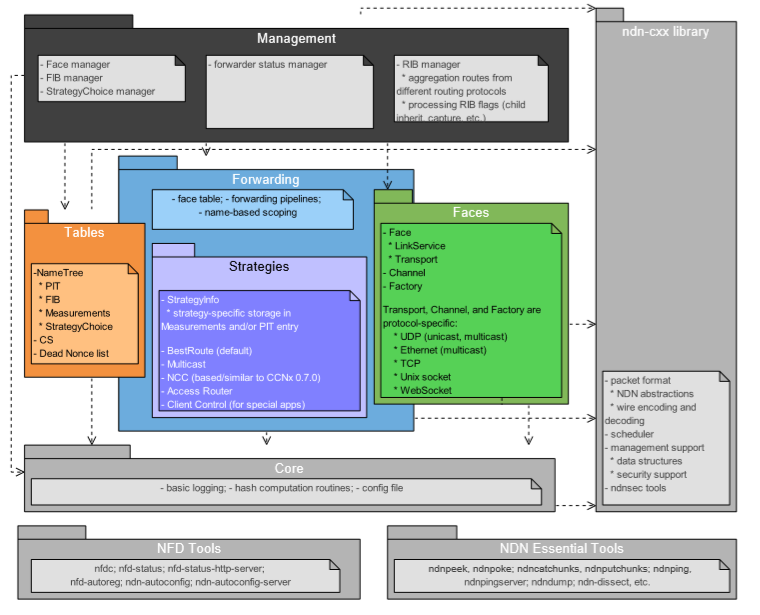 Management
- Face manager
- FIB manager
- StrategyChoice manager
- forwarder status manager
- RIB manager
* aggregation routes from
different routing protocols
* processing RIB flags (child
inherit, capture, etc.)
ndn-cxx library
- packet format
* NDN abstractions
* wire encoding and
decoding
- scheduler
- management support
* data structures
* security support
- ndnsec tools
Forwarding
- face table; - forwarding pipelines;
- name-based scoping
Tables
-NameTree
* PIT
* FIB
* Measurements
* StrategyChoice
- CS
- Dead Nonce list
Strategies
- StrategyInfo
* strategy-specific storage in
Measurements and/or PIT entry
- BestRoute (default)
- Multicast
- NCC (based/similar to CCNx 0.7.0)
- Access Router
- Client Control (for special apps)
Faces
- Face
* LinkService
* Transport
- Channel
- Factory
Transport, Channel, and Factory are
protocol-specific:
* UDP (unicast, multicast)
* Ethernet (multicast)
* TCP
* Unix socket
* WebSocket
Core
- basic logging; - hash computation routines; - config file
NFD Tools
nfdc; nfd-status; nfd-status-http-server;
nfd-autoreg; ndn-autoconfig; ndn-autoconfig-server
NDN Essential Tools
ndnpeek, ndnpoke; ndncatchunks, ndnputchunks; ndnping,
ndnpingserver; ndndump; ndn-dissect, etc.